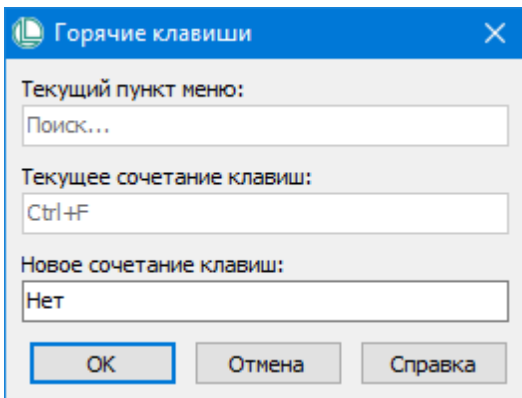 Горячие клавиши
Текущий пункт меню:
Поиск...
Текущее сочетание клавиш:
Ctrl+F
Новое сочетание клавиш:
Нет
OK Отмена Справка